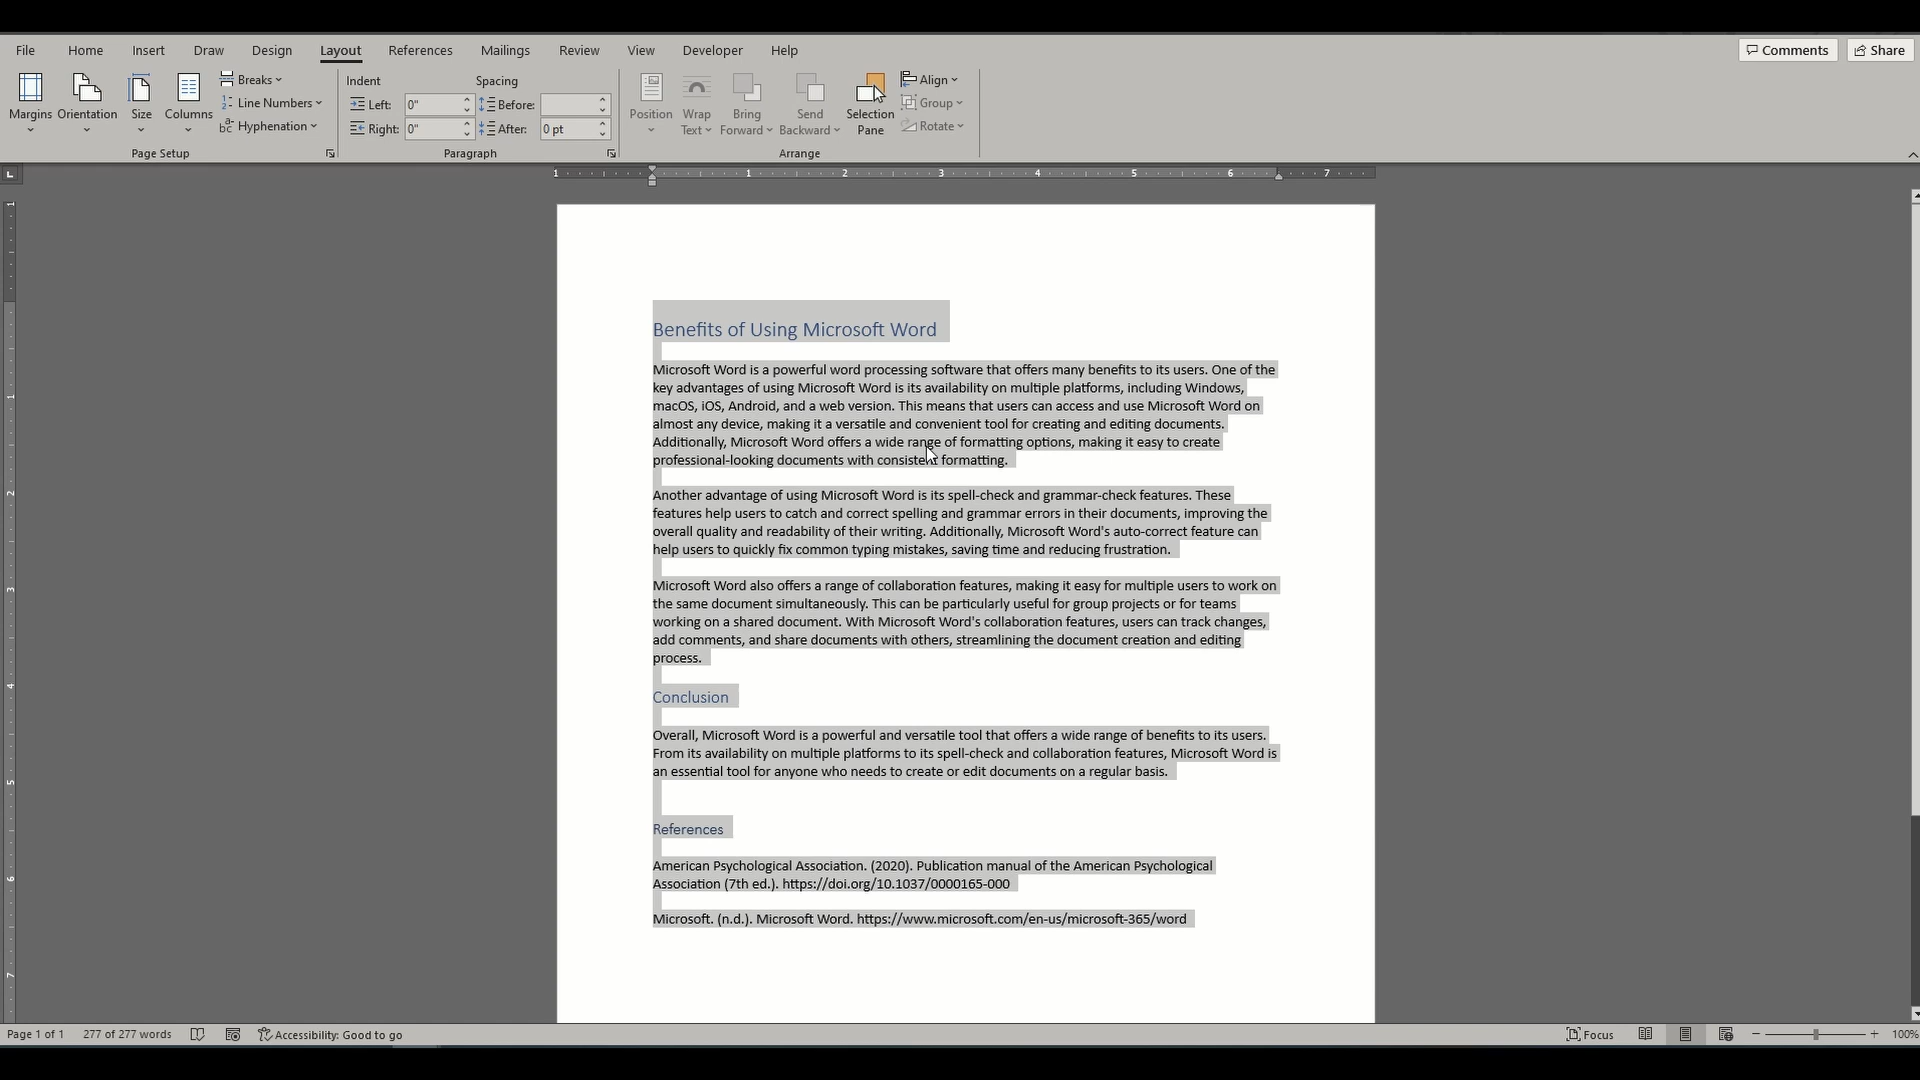 File Home Insert Draw Design Layout References Mailings Review View Developer Help Comments Share
Margins Orientation Size Columns
Breaks
Line Numbers
Hyphenation
Page Setup
Indent Spacing
Left: 0" Before:
Right: 0" After: 0 pt
Paragraph
Position Wrap Text Bring Forward Send Backward Selection Pane
Align
Group
Rotate
Arrange
1 1 2 3 4 5 6 7
1
1
2
3
4
5
6
7
Benefits of Using Microsoft Word
Microsoft Word is a powerful word processing software that offers many benefits to its users. One of the
key advantages of using Microsoft Word is its availability on multiple platforms, including Windows,
macOS, iOS, Android, and a web version. This means that users can access and use Microsoft Word on
almost any device, making it a versatile and convenient tool for creating and editing documents.
Additionally, Microsoft Word offers a wide range of formatting options, making it easy to create
professional-looking documents with consistent formatting.
Another advantage of using Microsoft Word is its spell-check and grammar-check features. These
features help users to catch and correct spelling and grammar errors in their documents, improving the
overall quality and readability of their writing. Additionally, Microsoft Word's auto-correct feature can
help users to quickly fix common typing mistakes, saving time and reducing frustration.
Microsoft Word also offers a range of collaboration features, making it easy for multiple users to work on
the same document simultaneously. This can be particularly useful for group projects or for teams
working on a shared document. With Microsoft Word's collaboration features, users can track changes,
add comments, and share documents with others, streamlining the document creation and editing
process.
Conclusion
Overall, Microsoft Word is a powerful and versatile tool that offers a wide range of benefits to its users.
From its availability on multiple platforms to its spell-check and collaboration features, Microsoft Word is
an essential tool for anyone who needs to create or edit documents on a regular basis.
References
American Psychological Association. (2020). Publication manual of the American Psychological
Association (7th ed.). https://doi.org/10.1037/0000165-000
Microsoft. (n.d.). Microsoft Word. https://www.microsoft.com/en-us/microsoft-365/word
Page 1 of 1 277 of 277 words Accessibility: Good to go Focus 100%